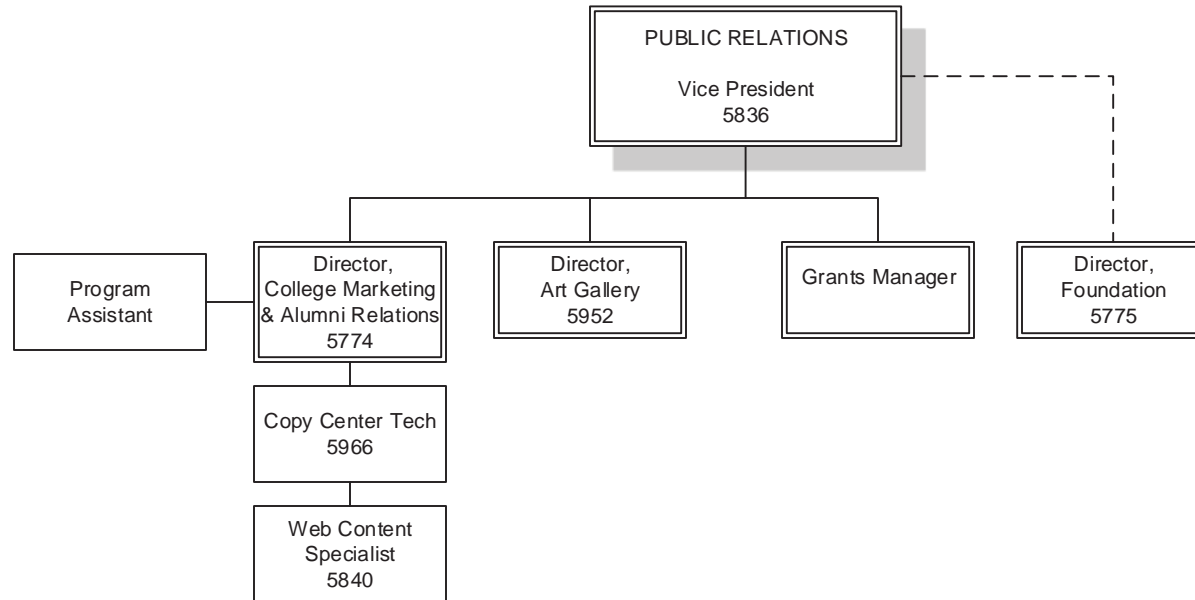 PUBLIC RELATIONS
Vice President
5836
Program
Assistant
Director,
College Marketing
& Alumni Relations
5774
Director,
Art Gallery
5952
Grants Manager
Director,
Foundation
5775
Copy Center Tech
5966
Web Content
Specialist
5840